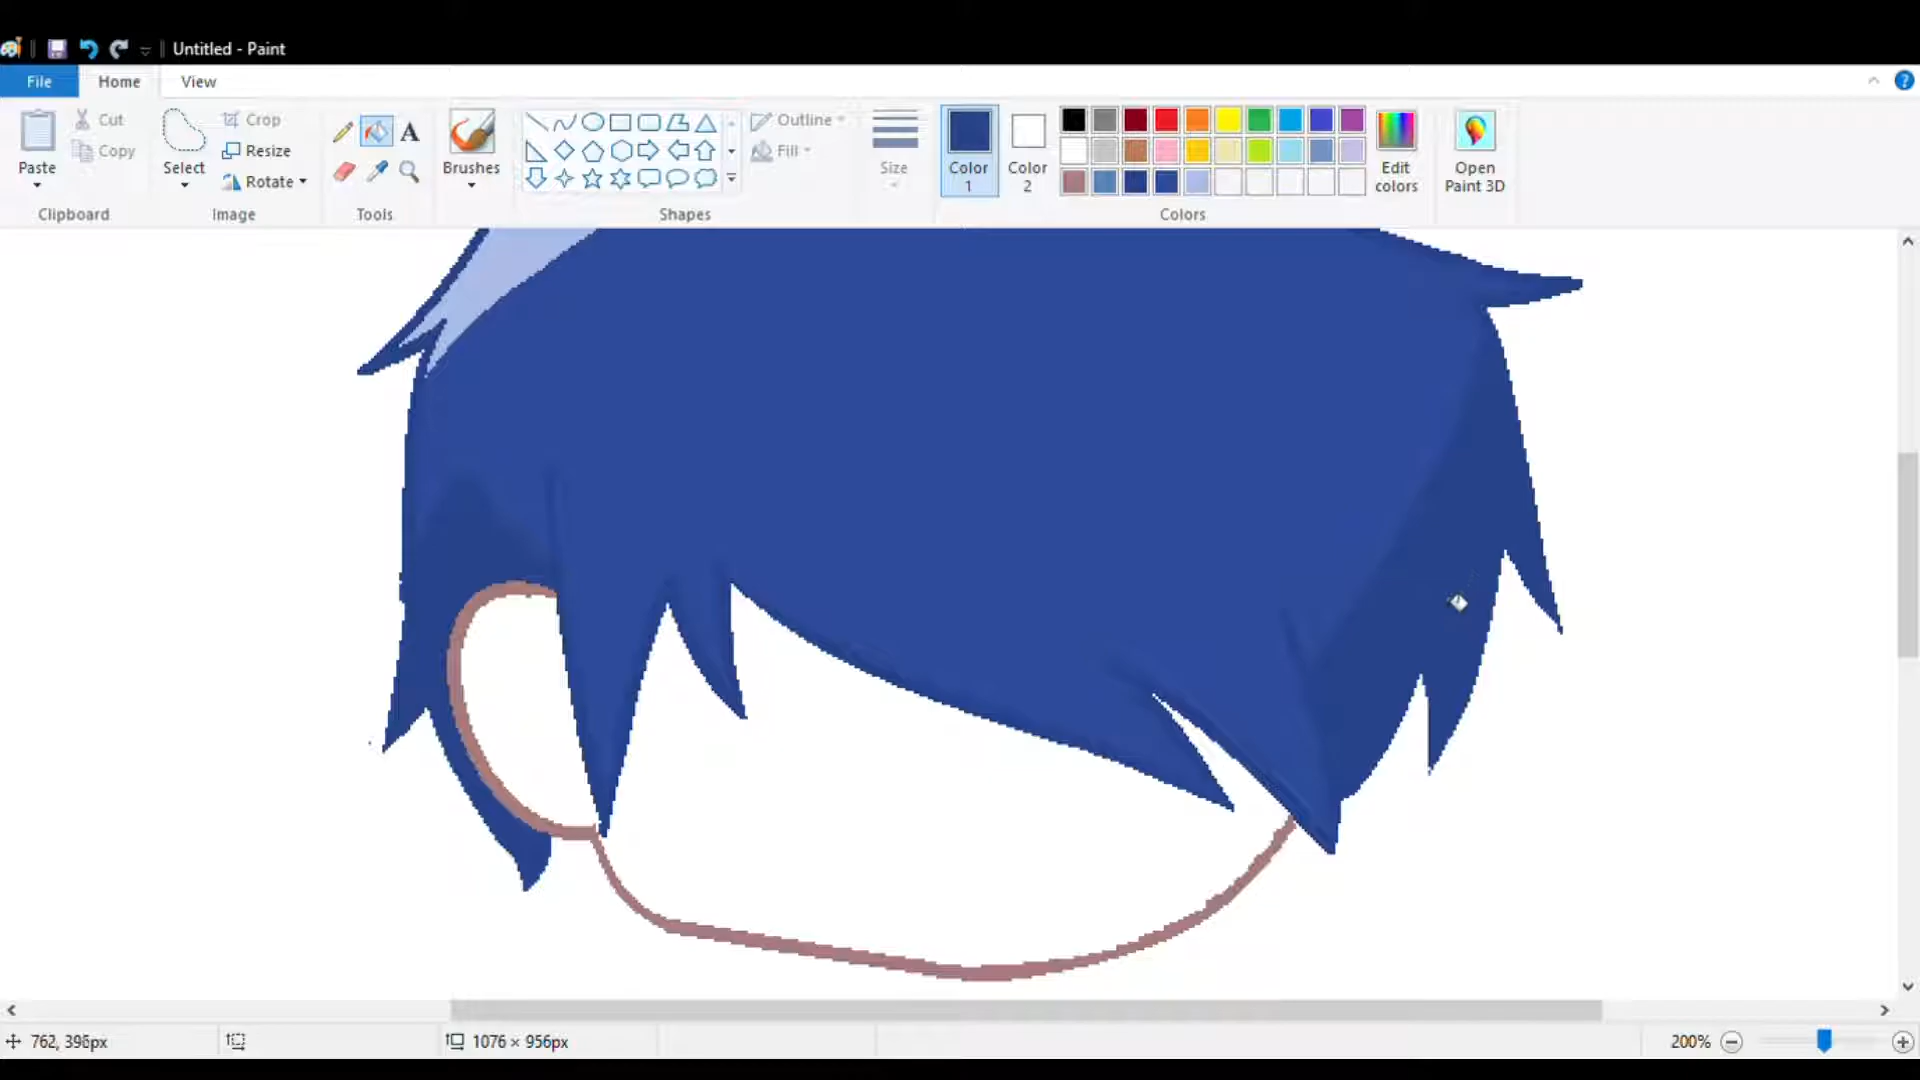 Untitled - Paint
File Home View
Paste
Cut
Copy
Clipboard
Select
Crop
Resize
Rotate
Image
A
Tools
Brushes
Shapes
Outline
Fill
Size
Color 1
Color 2
Colors
Edit colors
Open Paint 3D
762, 396px
1076 × 956px
200%